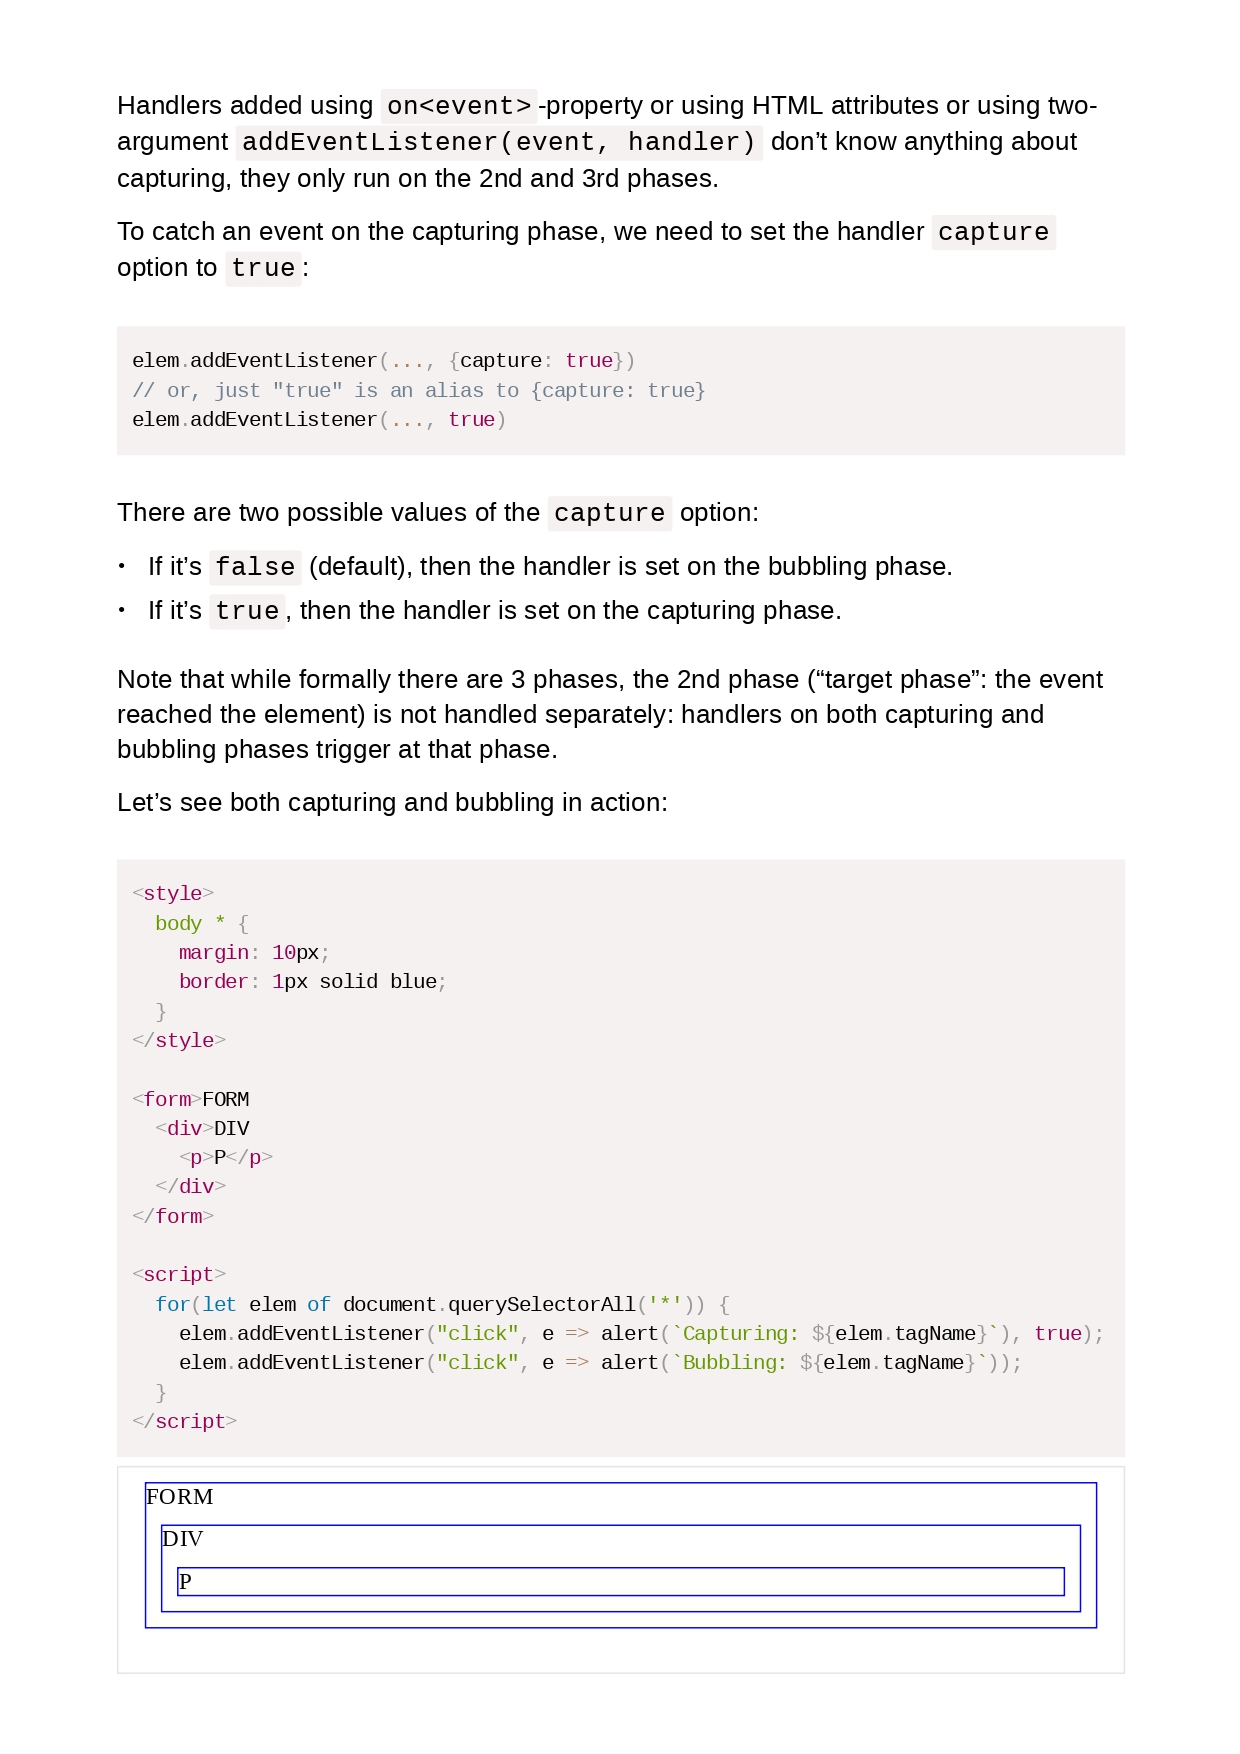 Handlers added using on<event>-property or using HTML attributes or using two-
argument addEventListener(event, handler) don’t know anything about
capturing, they only run on the 2nd and 3rd phases.
To catch an event on the capturing phase, we need to set the handler capture
option to true:
elem.addEventListener(..., {capture: true})
// or, just "true" is an alias to {capture: true}
elem.addEventListener(..., true)
There are two possible values of the capture option:
• If it’s false (default), then the handler is set on the bubbling phase.
• If it’s true, then the handler is set on the capturing phase.
Note that while formally there are 3 phases, the 2nd phase (“target phase”: the event
reached the element) is not handled separately: handlers on both capturing and
bubbling phases trigger at that phase.
Let’s see both capturing and bubbling in action:
<style>
  body * {
    margin: 10px;
    border: 1px solid blue;
  }
</style>

<form>FORM
  <div>DIV
    <p>P</p>
  </div>
</form>

<script>
  for(let elem of document.querySelectorAll('*')) {
    elem.addEventListener("click", e => alert(`Capturing: ${elem.tagName}`), true);
    elem.addEventListener("click", e => alert(`Bubbling: ${elem.tagName}`));
  }
</script>
FORM
DIV
P